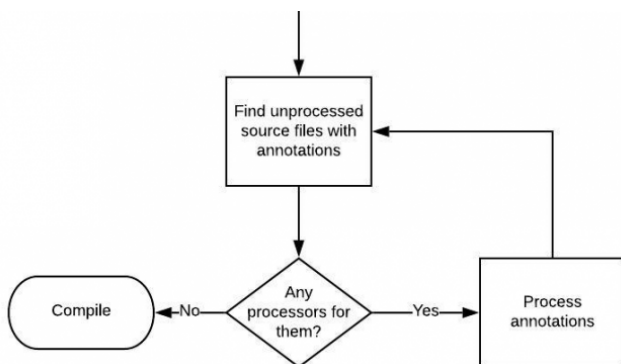 Find unprocessed
source files with
annotations
Compile
No
Any
processors for
them?
Yes
Process
annotations